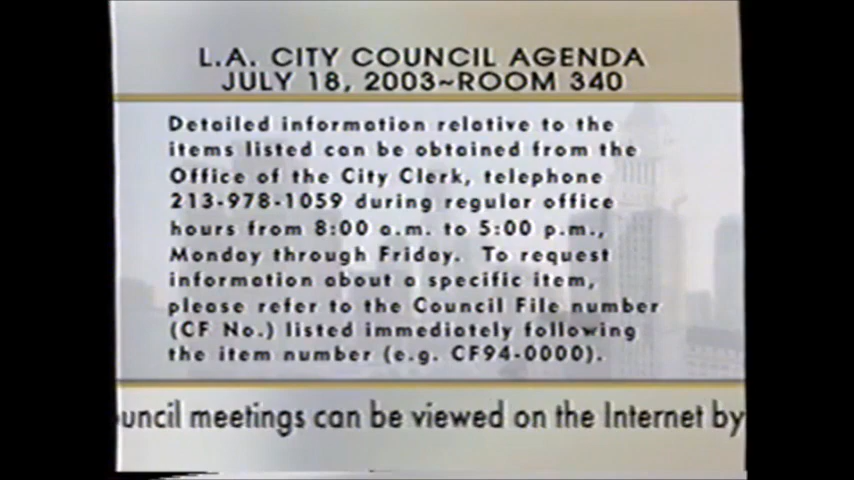 L.A. CITY COUNCIL AGENDA
JULY 18, 2003~ROOM 340
Detailed information relative to the
items listed can be obtained from the
Office of the City Clerk, telephone
213-978-1059 during regular office
hours from 8:00 a.m. to 5:00 p.m.,
Monday through Friday. To request
information about a specific item,
please refer to the Council File number
(CF No.) listed immediately following
the item number (e.g. CF94-0000).
uncil meetings can be viewed on the Internet by